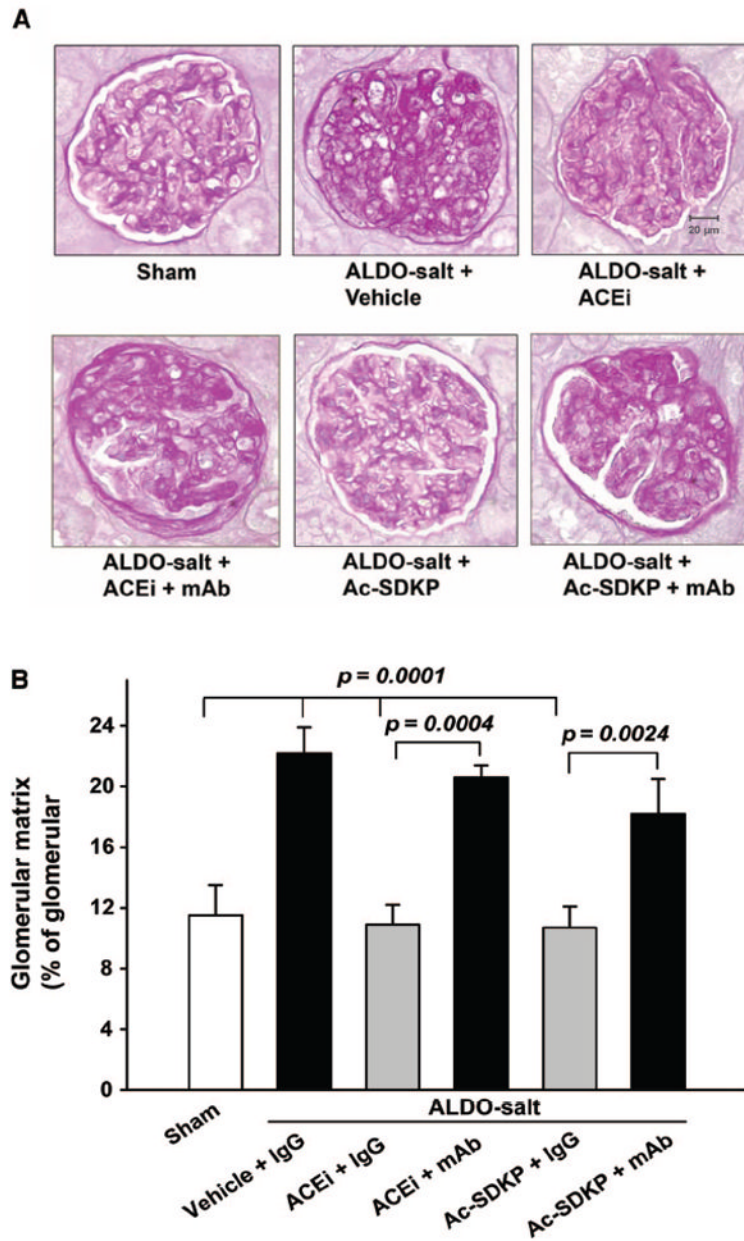 A
Sham
ALDO-salt +
Vehicle
ALDO-salt +
ACEi
20 µm
ALDO-salt +
ACEi + mAb
ALDO-salt +
Ac-SDKP
ALDO-salt +
Ac-SDKP + mAb
B
p = 0.0001
p = 0.0004
p = 0.0024
Glomerular matrix
(% of glomerular
24
20
16
12
8
4
0
ALDO-salt
Sham
Vehicle + IgG
ACEi + IgG
ACEi + mAb
Ac-SDKP + IgG
Ac-SDKP + mAb